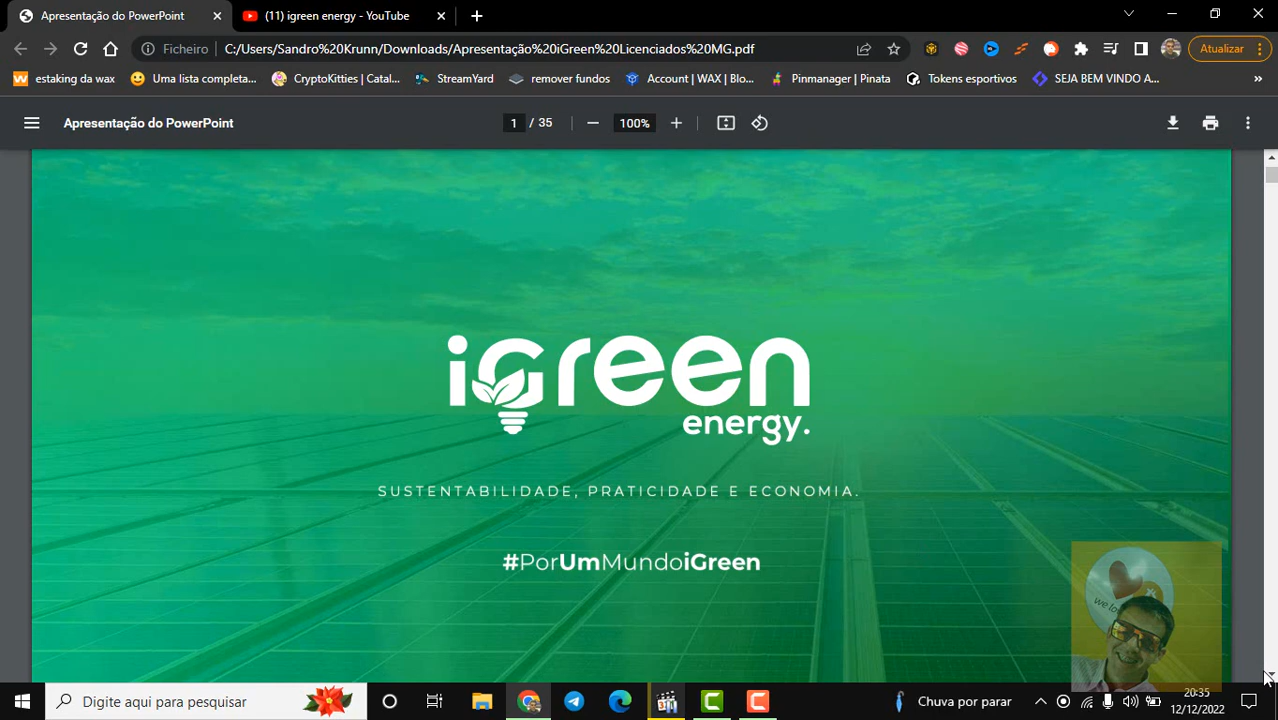 Apresentação do PowerPoint
(11) igreen energy - YouTube
Ficheiro
C:/Users/Sandro%20Krunn/Downloads/Apresentação%20iGreen%20Licenciados%20MG.pdf
Atualizar
estaking da wax
Uma lista completa...
CryptoKitties | Catal...
StreamYard
remover fundos
Account | WAX | Blo...
Pinmanager | Pinata
Tokens esportivos
SEJA BEM VINDO A...
»
Apresentação do PowerPoint
1 / 35
100%
iGreen
energy.
SUSTENTABILIDADE, PRATICIDADE E ECONOMIA.
#PorUmMundoiGreen
Digite aqui para pesquisar
Chuva por parar
20:35
12/12/2022